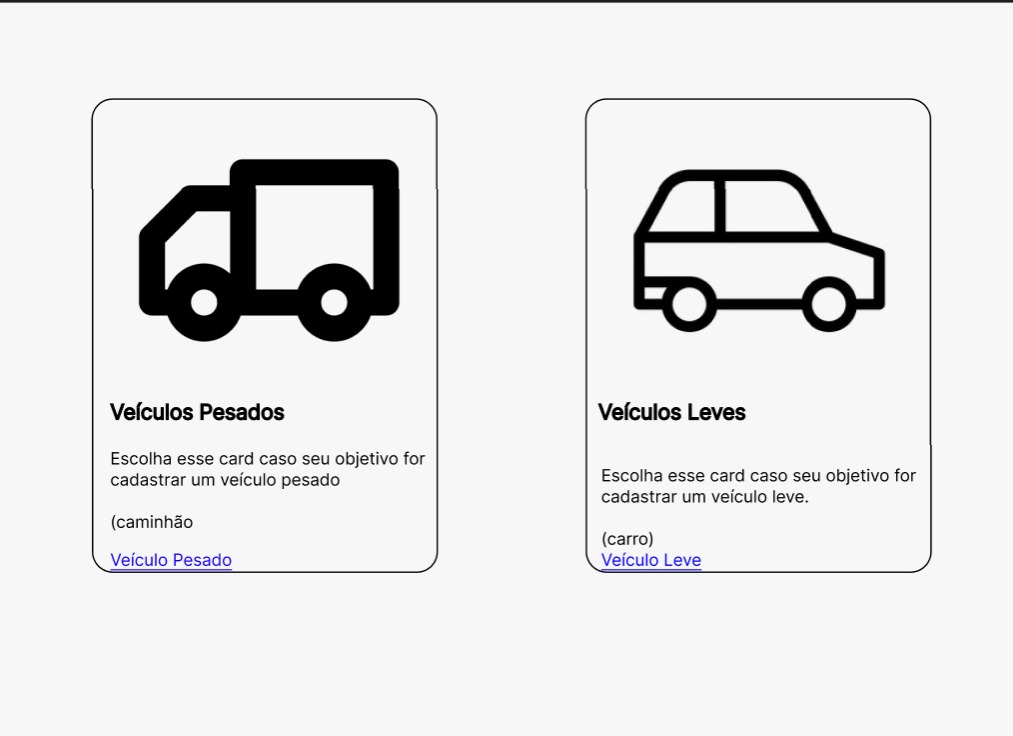 Veículos Pesados
Escolha esse card caso seu objetivo for
cadastrar um veículo pesado
(caminhão
Veículo Pesado
Veículos Leves
Escolha esse card caso seu objetivo for
cadastrar um veículo leve.
(carro)
Veículo Leve